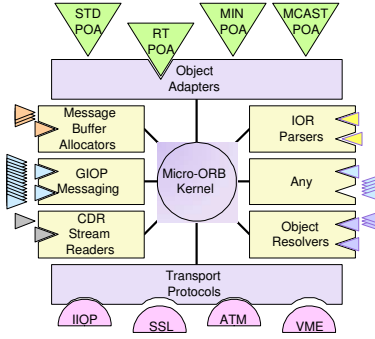 STD
POA
RT
POA
MIN
POA
MCAST
POA
Object
Adapters
Message
Buffer
Allocators
IOR
Parsers
GIOP
Messaging
Micro-ORB
Kernel
Any
CDR
Stream
Readers
Object
Resolvers
Transport
Protocols
IIOP
SSL
ATM
VME